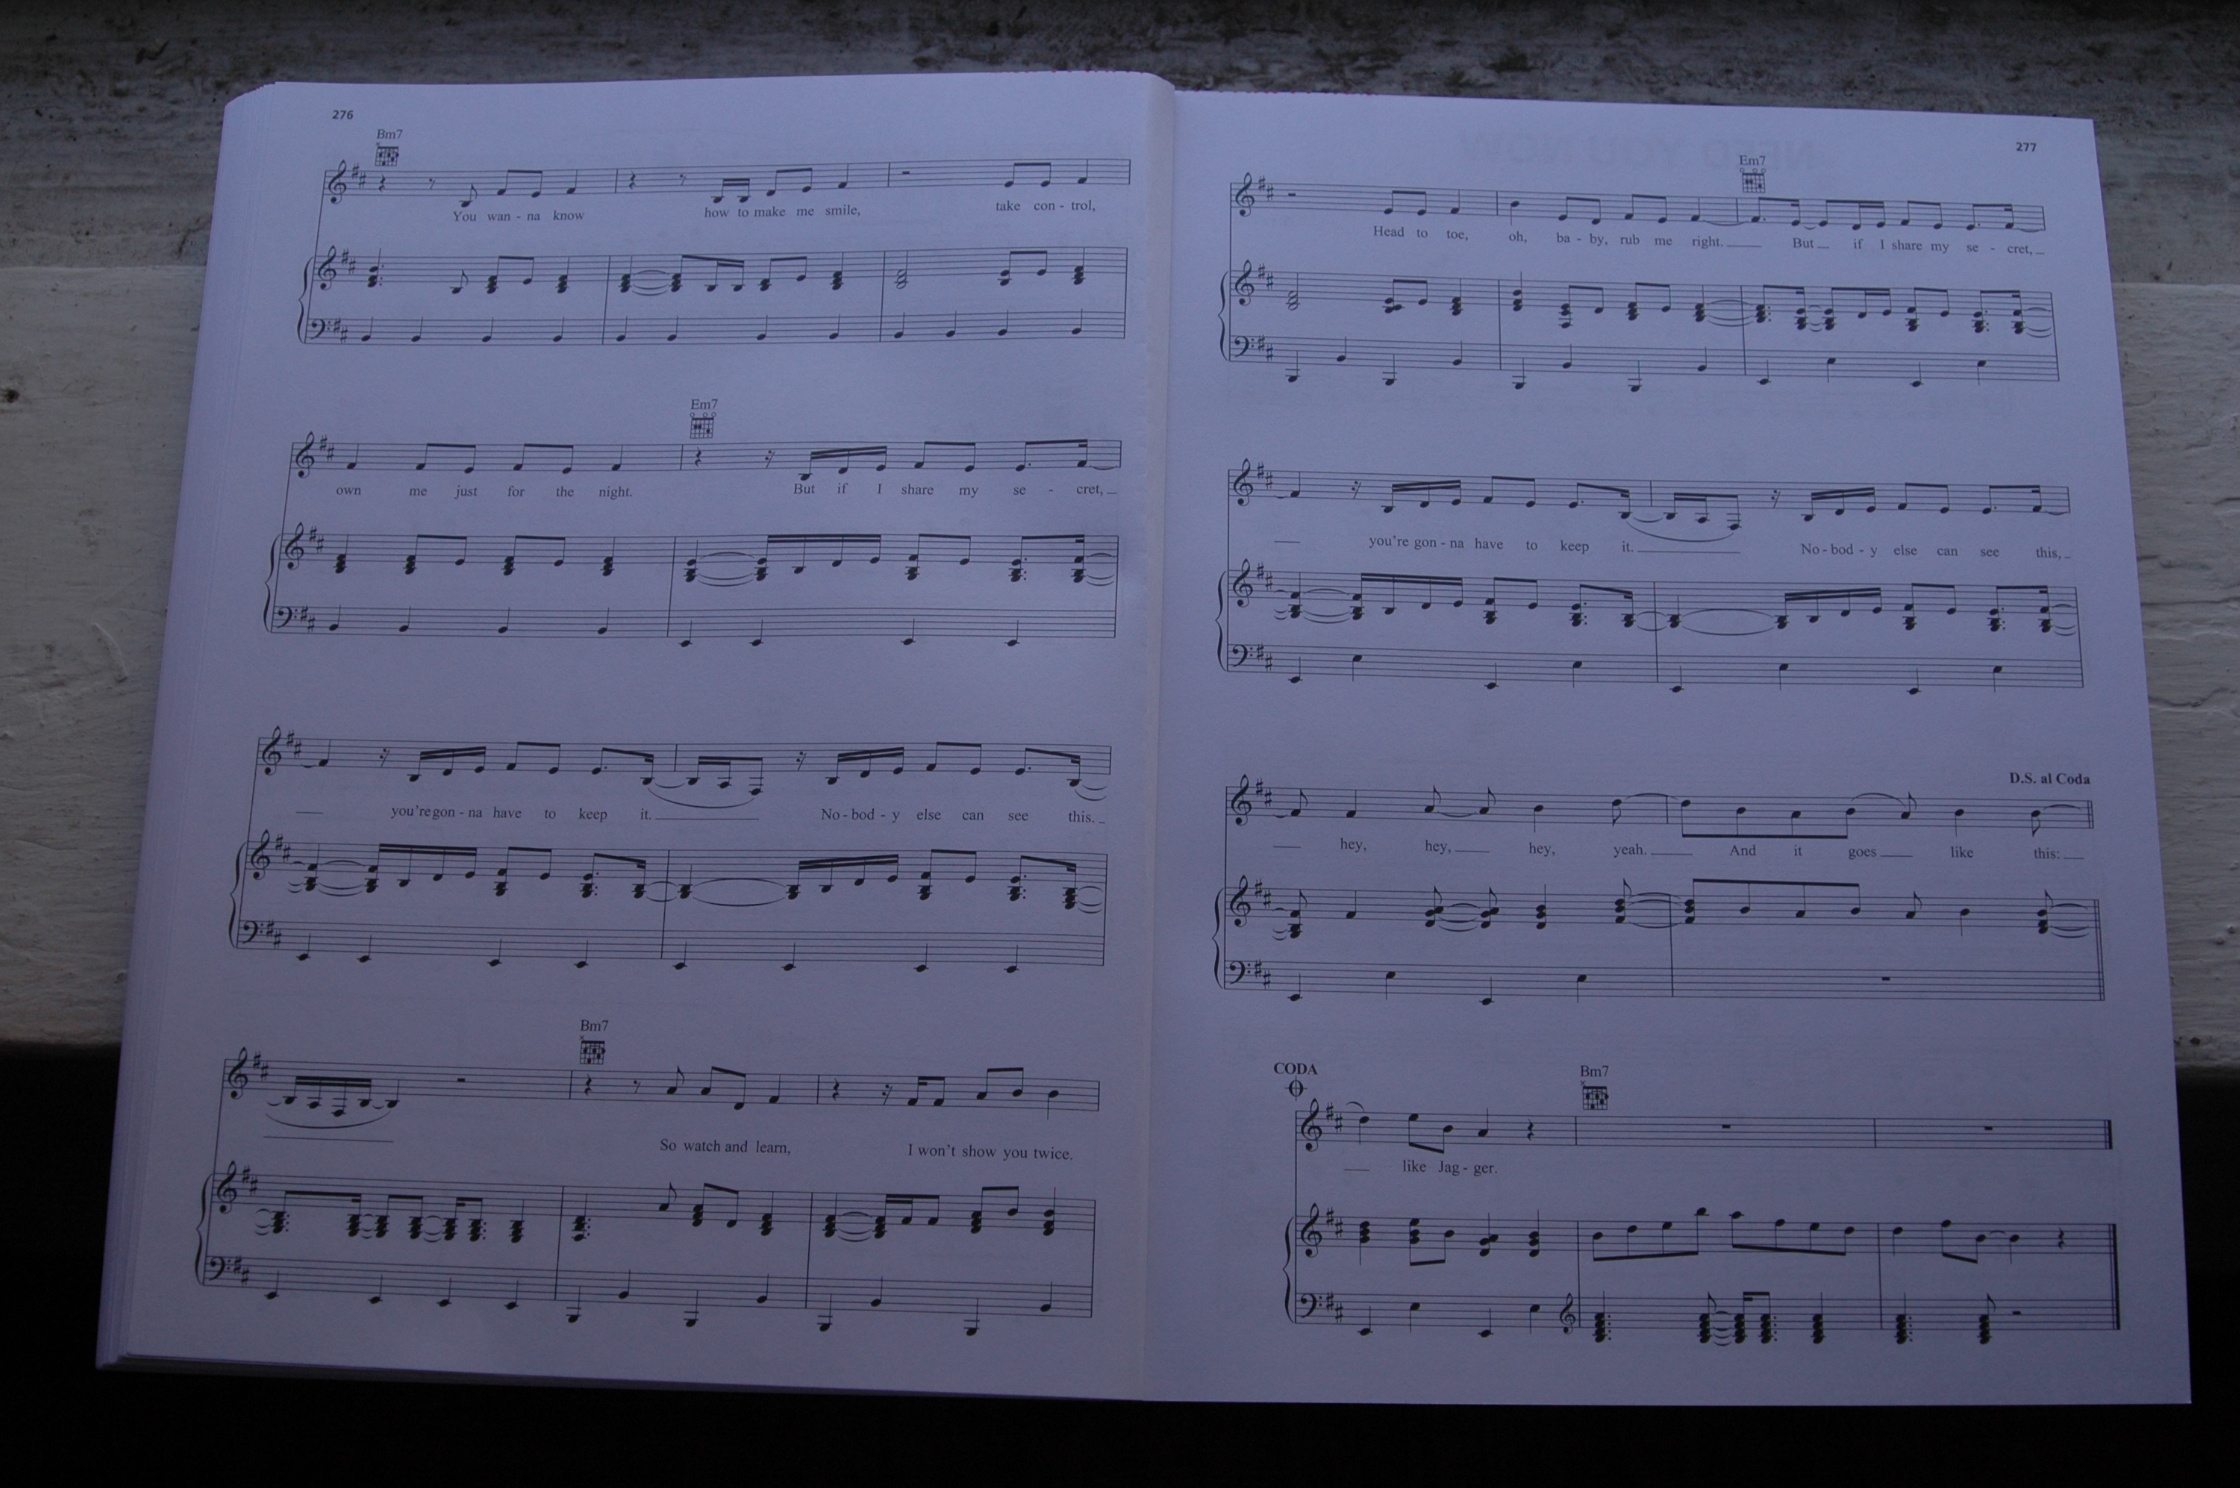 276
Bm7
You wan - na know how to make me smile, take con - trol,
Em7
own me just for the night. But if I share my se - cret,
you're gon - na have to keep it. No - bod - y else can see this.
Bm7
So watch and learn, I won't show you twice.
277
Em7
Head to toe, oh, ba - by, rub me right. But if I share my se - cret,
you're gon - na have to keep it. No - bod - y else can see this,
D.S. al Coda
hey, hey, hey, yeah. And it goes like this:
CODA
Bm7
like Jag - ger.
NEED YOU NOW